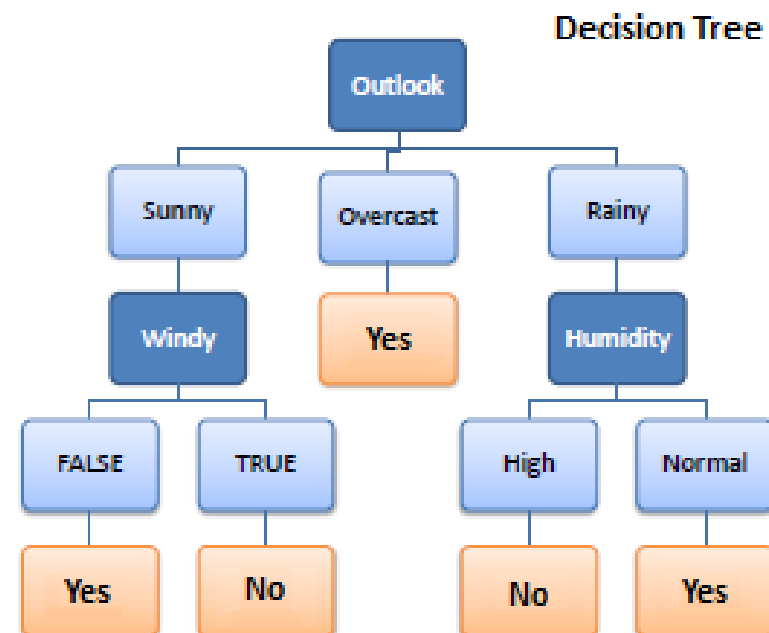 Decision Tree
Outlook
Sunny
Overcast
Rainy
Windy
Yes
Humidity
FALSE
TRUE
High
Normal
Yes
No
No
Yes